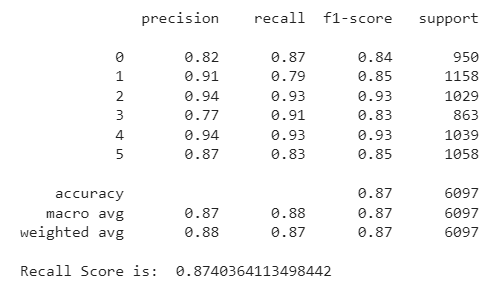 precision recall f1-score support
0 0.82 0.87 0.84 950
1 0.91 0.79 0.85 1158
2 0.94 0.93 0.93 1029
3 0.77 0.91 0.83 863
4 0.94 0.93 0.93 1039
5 0.87 0.83 0.85 1058
accuracy 0.87 6097
macro avg 0.87 0.88 0.87 6097
weighted avg 0.88 0.87 0.87 6097
Recall Score is: 0.8740364113498442